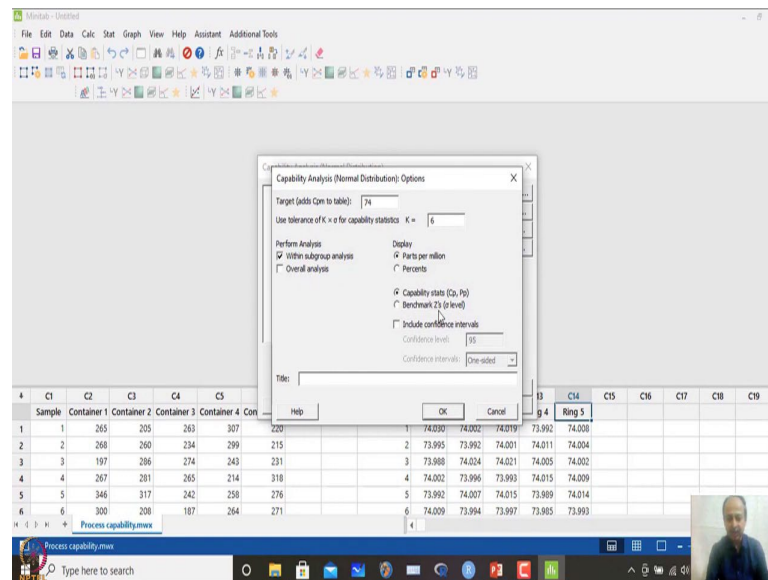 Minitab - Untitled
File Edit Data Calc Stat Graph View Help Assistant Additional Tools
Capability Analysis (Normal Distribution): Options X
Target (adds Cpm to table): 74
Use tolerance of K × σ for capability statistics K = 6
Perform Analysis Display
Within subgroup analysis Parts per million
Overall analysis Percents
Capability stats (Cp, Pp)
Benchmark Z's (σ level)
Include confidence intervals
Confidence level: 95
Confidence intervals: One-sided
Title:
Help OK Cancel
C1 C2 C3 C4 C5 13 C14 C15 C16 C17 C18 C19
Sample Container 1 Container 2 Container 3 Container 4 Con g 4 Ring 5
1 1 265 205 263 307 220 1 74.030 74.002 74.019 73.992 74.008
2 2 268 260 234 299 215 2 73.995 73.992 74.001 74.011 74.004
3 3 197 286 274 243 231 3 73.988 74.024 74.021 74.005 74.002
4 4 267 281 265 214 318 4 74.002 73.996 73.993 74.015 74.009
5 5 346 317 242 258 276 5 73.992 74.007 74.015 73.989 74.014
6 6 300 208 187 264 271 6 74.009 73.994 73.997 73.985 73.993
Process capability.mwx
Process capability.mwx
Type here to search
NPTEL